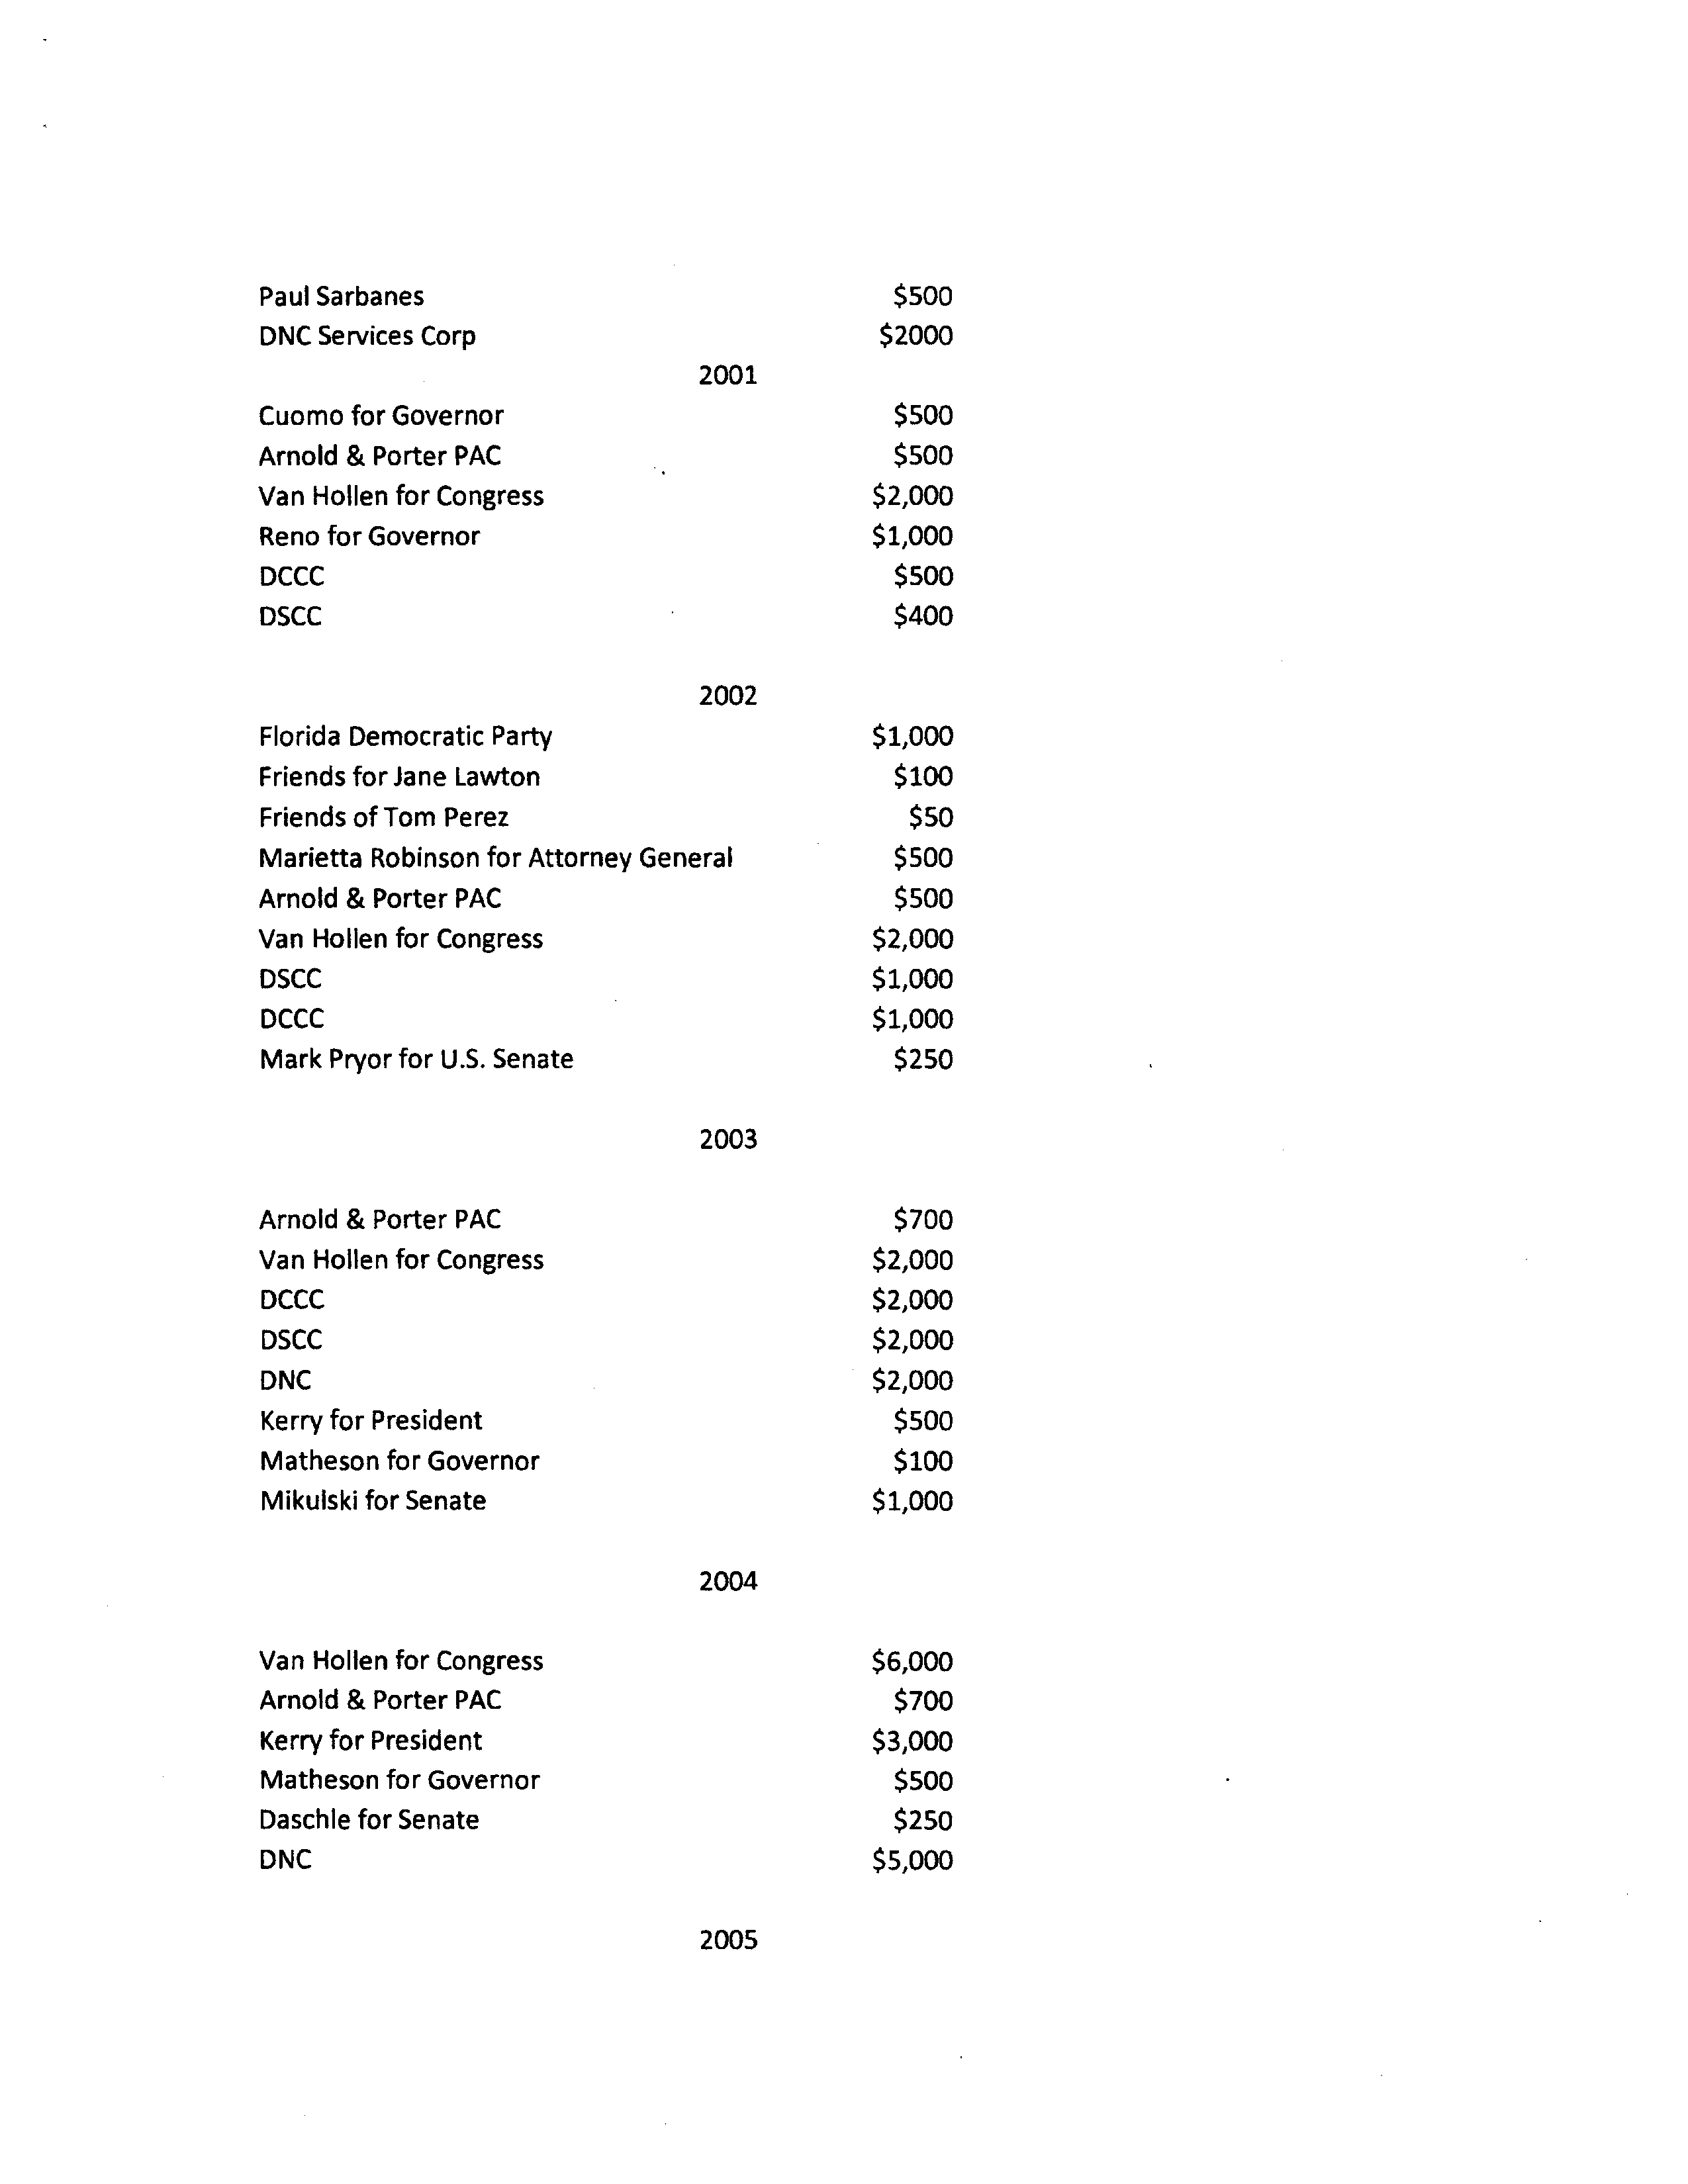 Paul Sarbanes $500
DNC Services Corp $2000
2001
Cuomo for Governor $500
Arnold & Porter PAC $500
Van Hollen for Congress $2,000
Reno for Governor $1,000
DCCC $500
DSCC $400
2002
Florida Democratic Party $1,000
Friends for Jane Lawton $100
Friends of Tom Perez $50
Marietta Robinson for Attorney General $500
Arnold & Porter PAC $500
Van Hollen for Congress $2,000
DSCC $1,000
DCCC $1,000
Mark Pryor for U.S. Senate $250
2003
Arnold & Porter PAC $700
Van Hollen for Congress $2,000
DCCC $2,000
DSCC $2,000
DNC $2,000
Kerry for President $500
Matheson for Governor $100
Mikulski for Senate $1,000
2004
Van Hollen for Congress $6,000
Arnold & Porter PAC $700
Kerry for President $3,000
Matheson for Governor $500
Daschle for Senate $250
DNC $5,000
2005